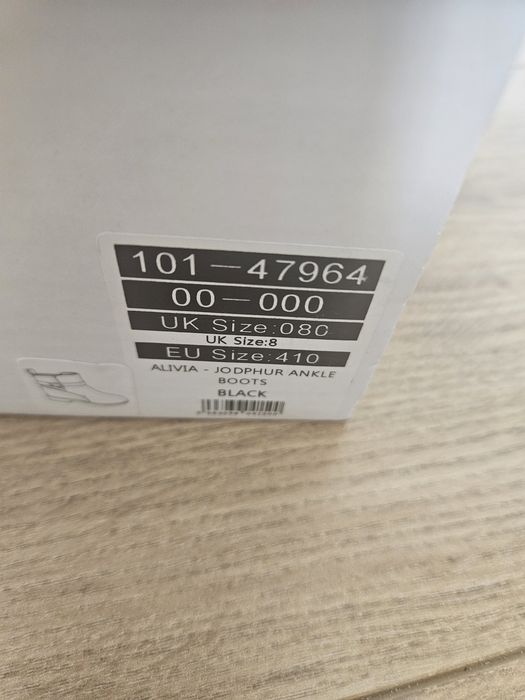 101—47964
00—000
UK Size:080
UK Size:8
EU Size:410
ALIVIA - JODPHUR ANKLE
BOOTS
BLACK